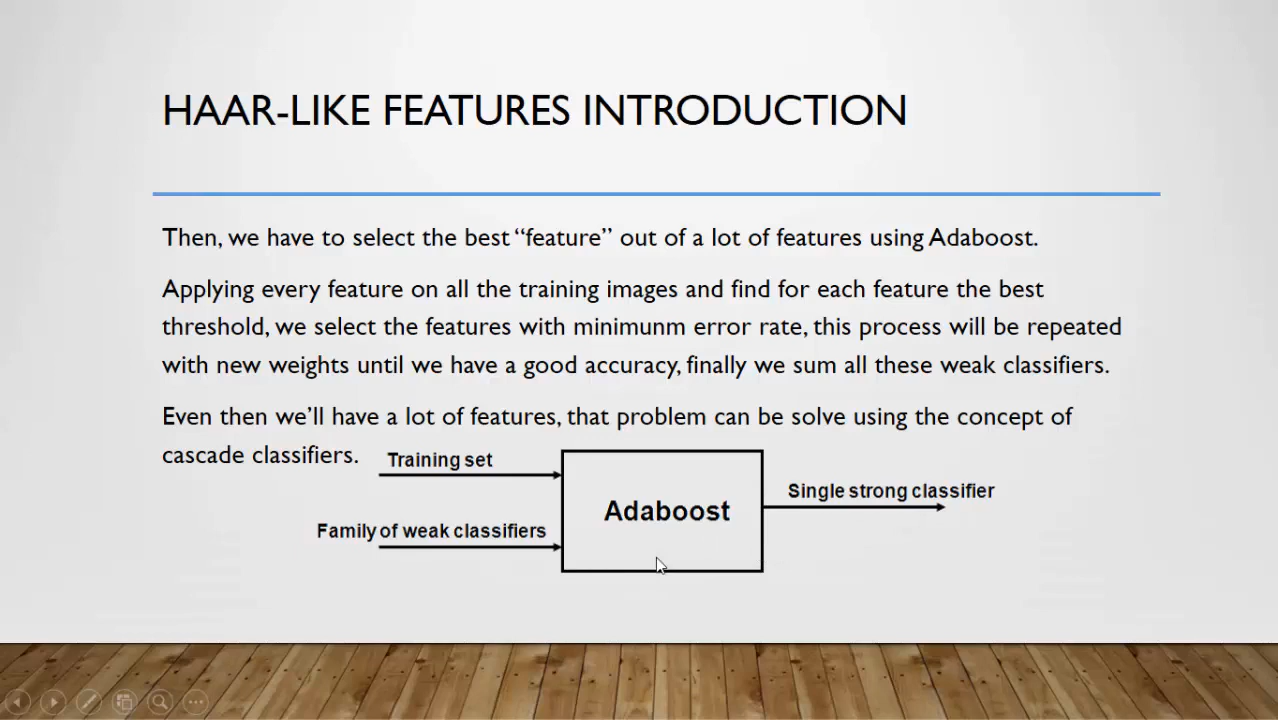 HAAR-LIKE FEATURES INTRODUCTION
Then, we have to select the best “feature” out of a lot of features using Adaboost.
Applying every feature on all the training images and find for each feature the best
threshold, we select the features with minimunm error rate, this process will be repeated
with new weights until we have a good accuracy, finally we sum all these weak classifiers.
Even then we’ll have a lot of features, that problem can be solve using the concept of
cascade classifiers.
Training set
Family of weak classifiers
Adaboost
Single strong classifier